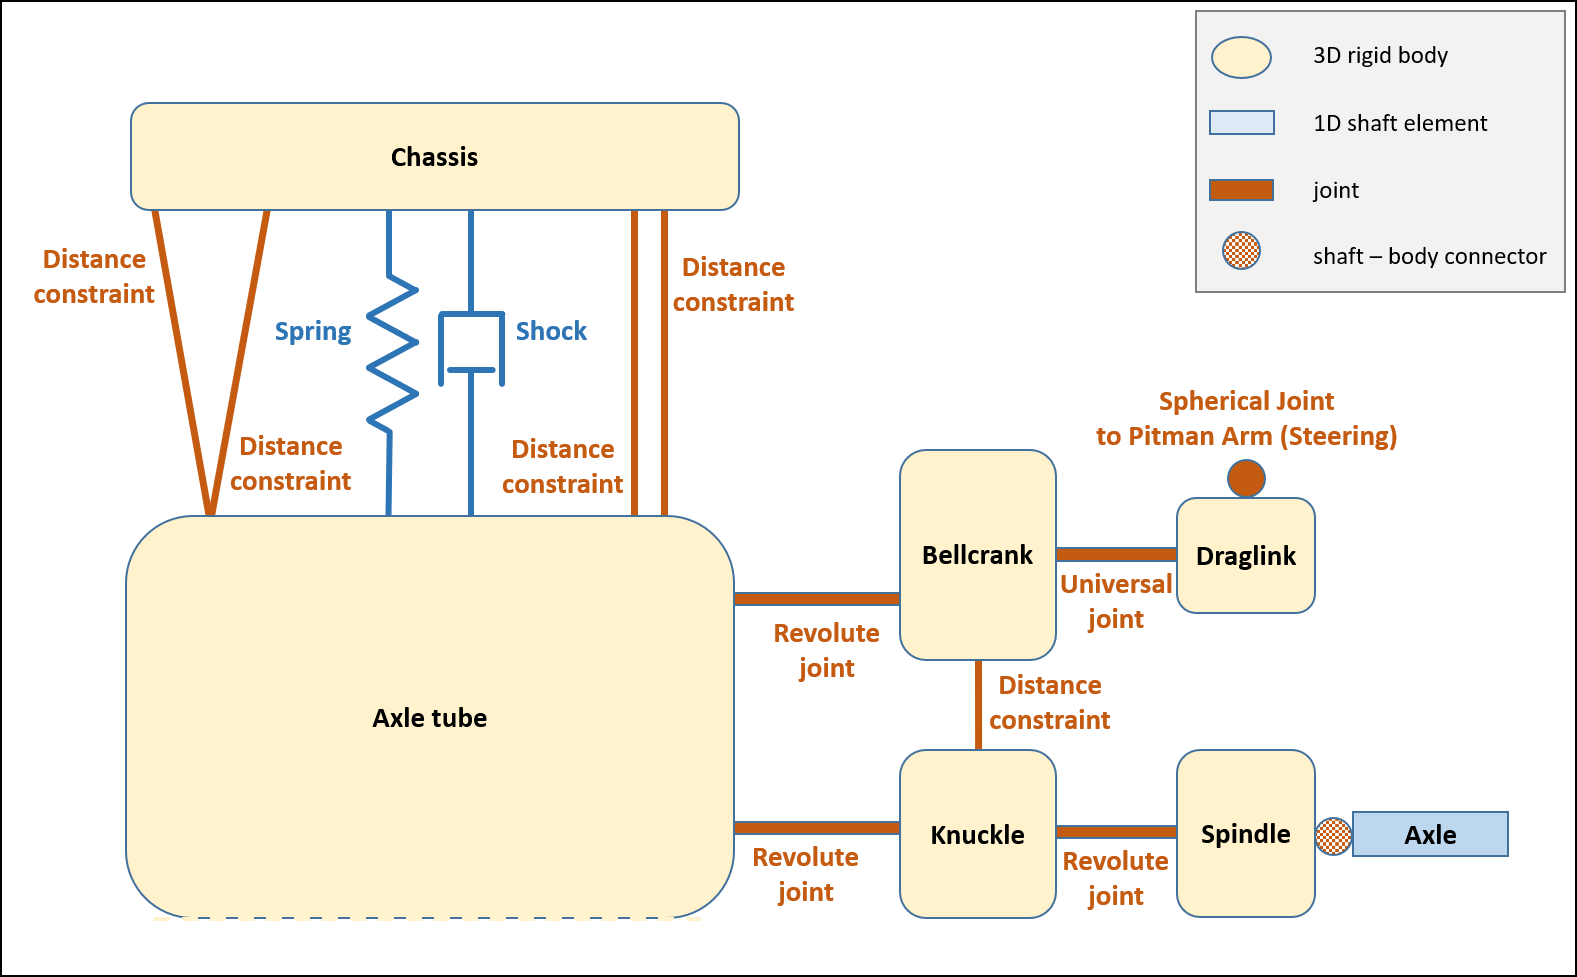 3D rigid body
1D shaft element
joint
shaft – body connector
Chassis
Distance
constraint
Distance
constraint
Spring
Shock
Distance
constraint
Distance
constraint
Spherical Joint
to Pitman Arm (Steering)
Bellcrank
Draglink
Universal
joint
Revolute
joint
Distance
constraint
Axle tube
Knuckle
Spindle
Axle
Revolute
joint
Revolute
joint